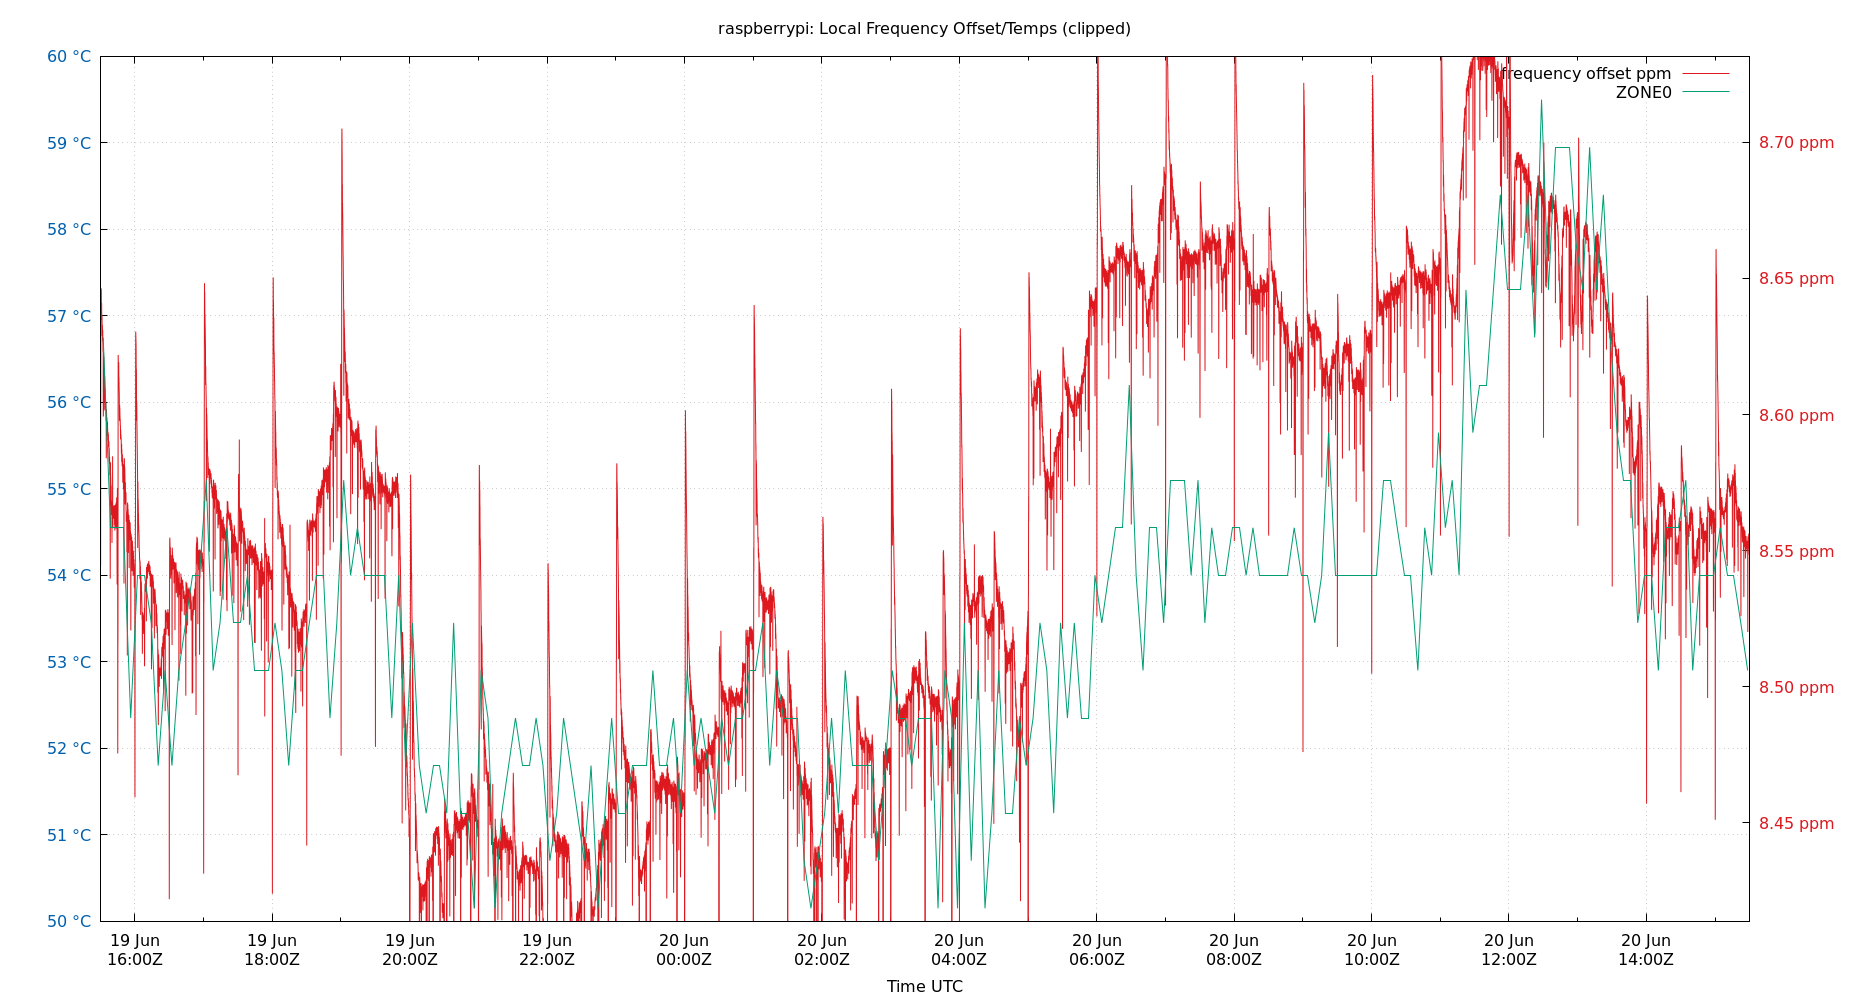 raspberrypi: Local Frequency Offset/Temps (clipped)
60 °C
59 °C
58 °C
57 °C
56 °C
55 °C
54 °C
53 °C
52 °C
51 °C
50 °C
frequency offset ppm
ZONE0
8.70 ppm
8.65 ppm
8.60 ppm
8.55 ppm
8.50 ppm
8.45 ppm
19 Jun 19 Jun 19 Jun 19 Jun 20 Jun 20 Jun 20 Jun 20 Jun 20 Jun 20 Jun 20 Jun 20 Jun
16:00Z 18:00Z 20:00Z 22:00Z 00:00Z 02:00Z 04:00Z 06:00Z 08:00Z 10:00Z 12:00Z 14:00Z
Time UTC